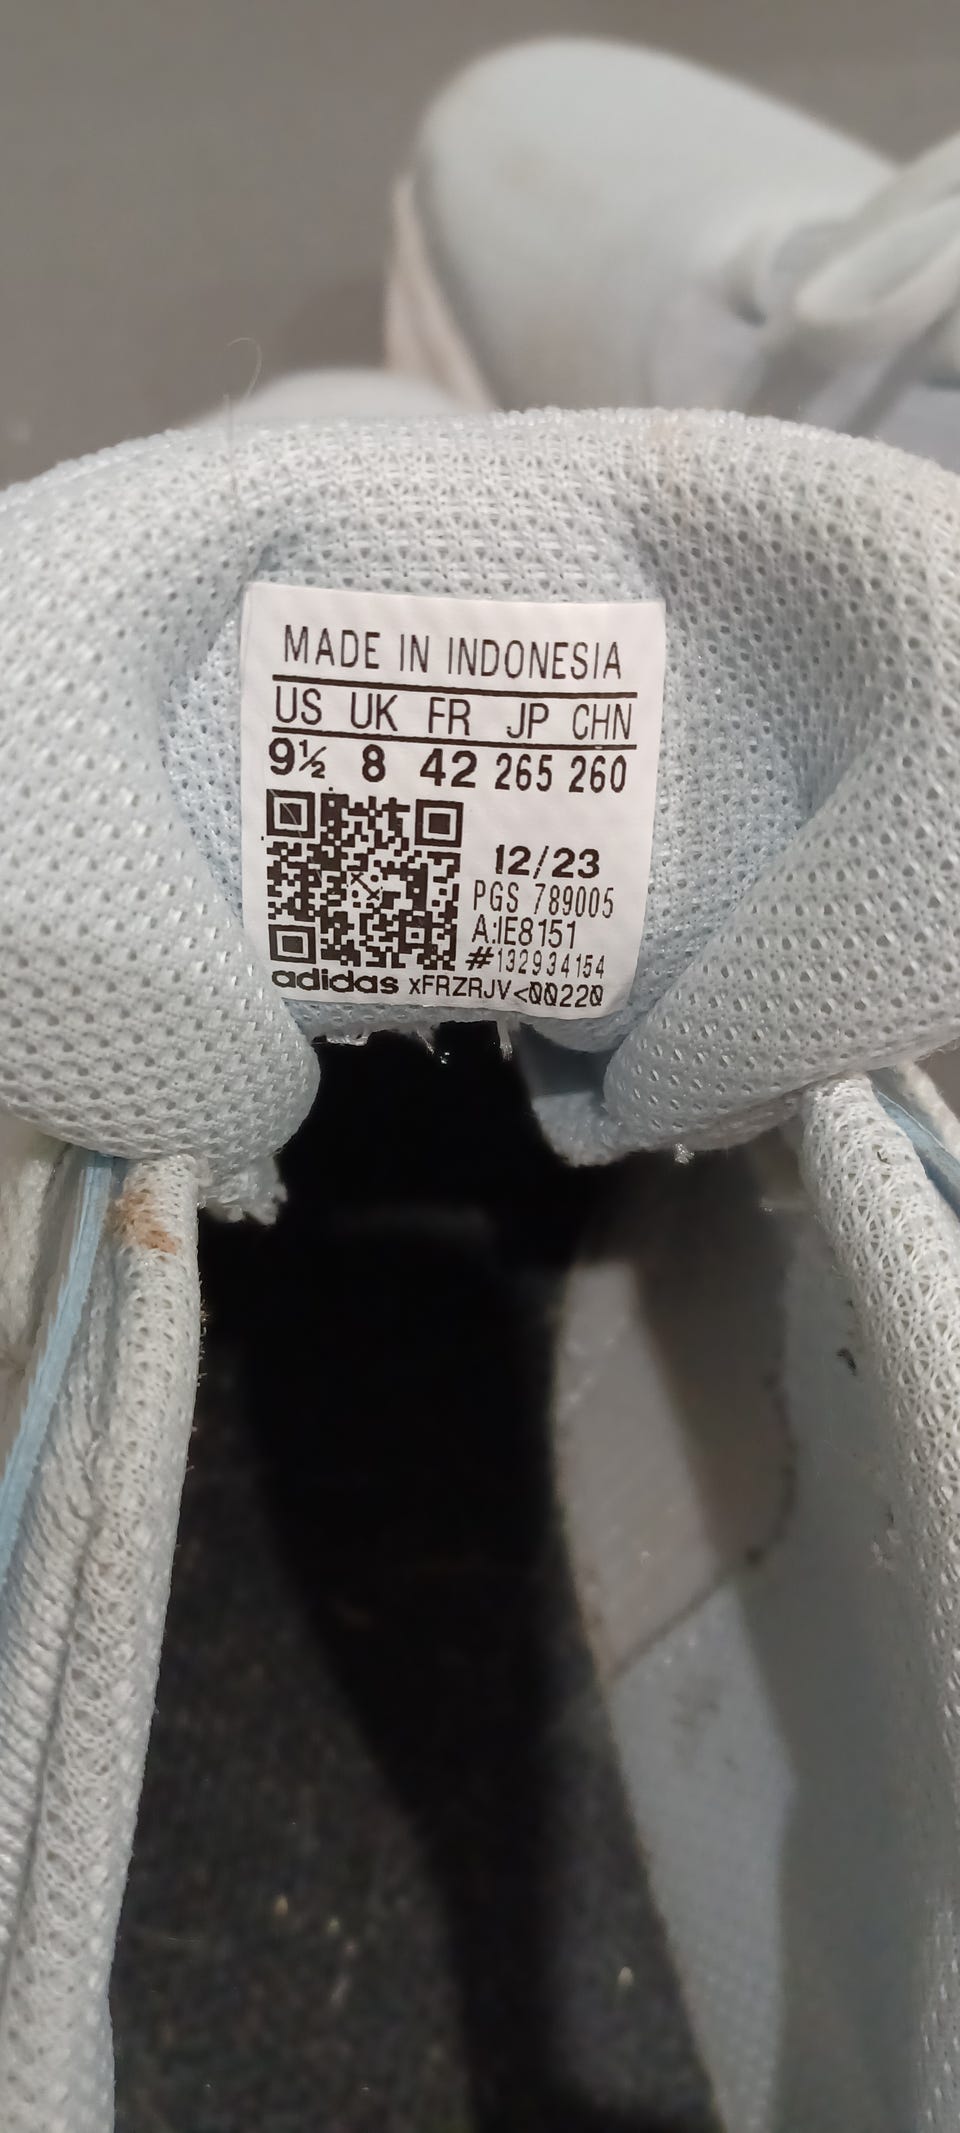 MADE IN INDONESIA
US UK FR JP CHN
9½ 8 42 265 260
12/23
PGS 789005
A:IE8151
#132934154
adidas xFRZRJV<00220